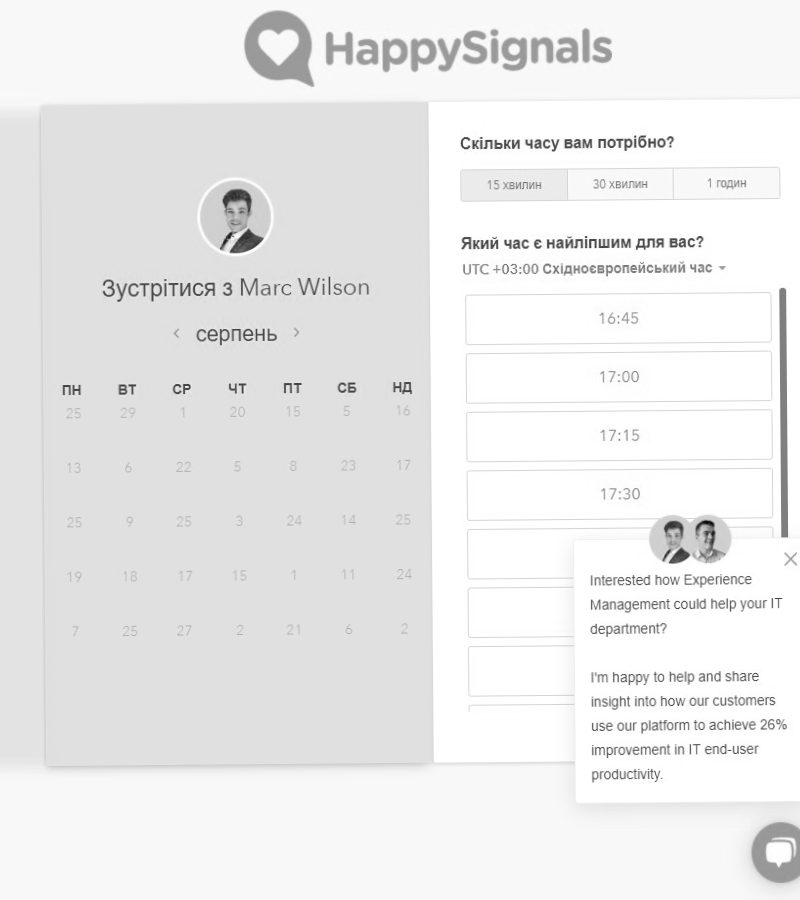 HappySignals
Зустрітися з Marc Wilson
серпень
ПН ВТ СР ЧТ ПТ СБ НД
25 29 1 20 15 5 16
13 6 22 5 8 23 17
25 9 25 3 24 14 25
19 18 17 15 1 11 24
7 25 27 2 21 6 2
Скільки часу вам потрібно?
15 хвилин 30 хвилин 1 годин
Який час є найліпшим для вас?
UTC +03:00 Східноєвропейський час
16:45
17:00
17:15
17:30
Interested how Experience
Management could help your IT
department?
I'm happy to help and share
insight into how our customers
use our platform to achieve 26%
improvement in IT end-user
productivity.